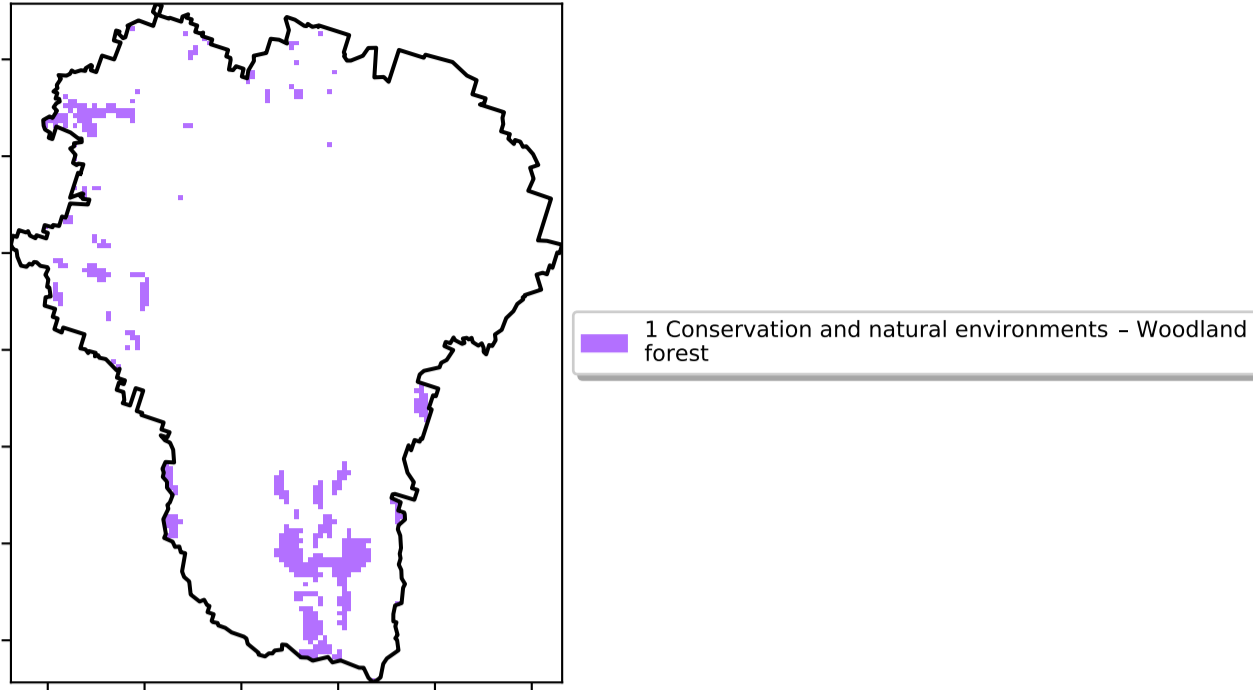 1 Conservation and natural environments – Woodland
forest